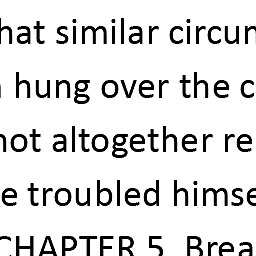 hat similar circum
hung over the c
not altogether re
e troubled himse
CHAPTER 5 Brea